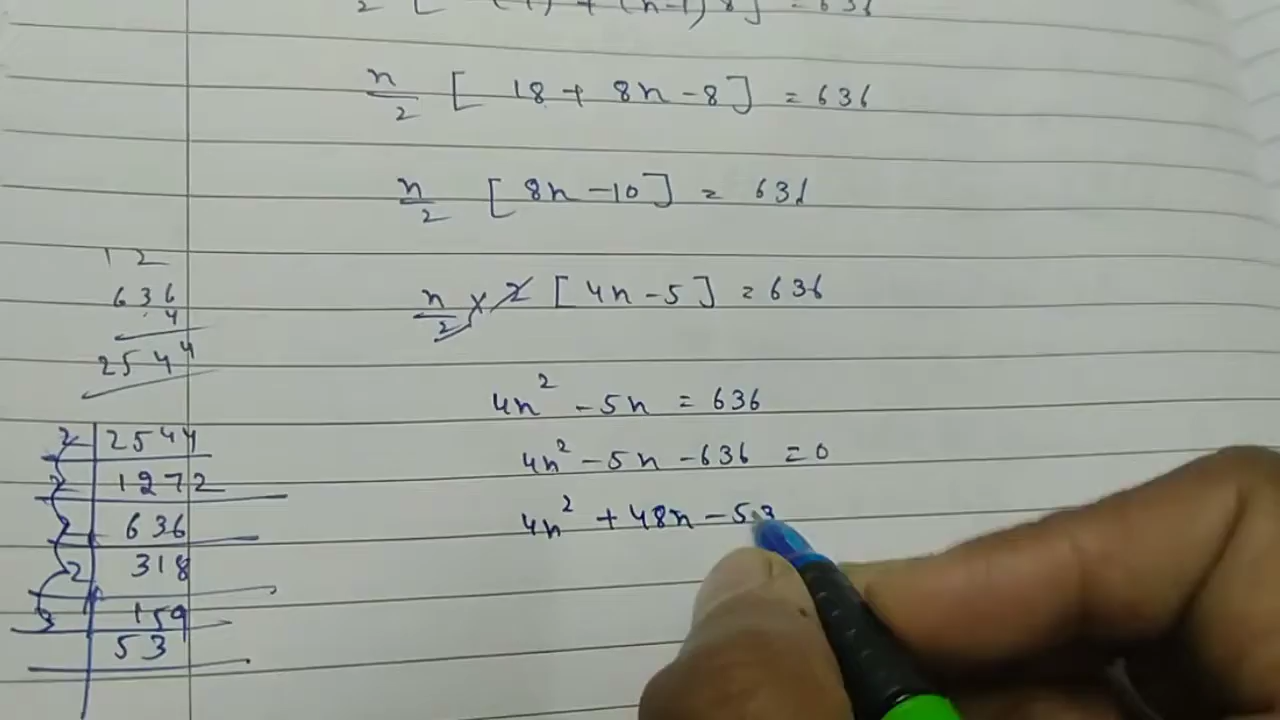 n/2 [ 18 + 8n - 8 ] = 636
n/2 [ 8n - 10 ] = 636
n/2 × 2 [ 4n - 5 ] = 636
4n² - 5n = 636
4n² - 5n - 636 = 0
4n² + 48n - 53
1 2
636
4
2544
2 | 2544
2 | 1272
2 | 636
2 | 318
3 | 159
53